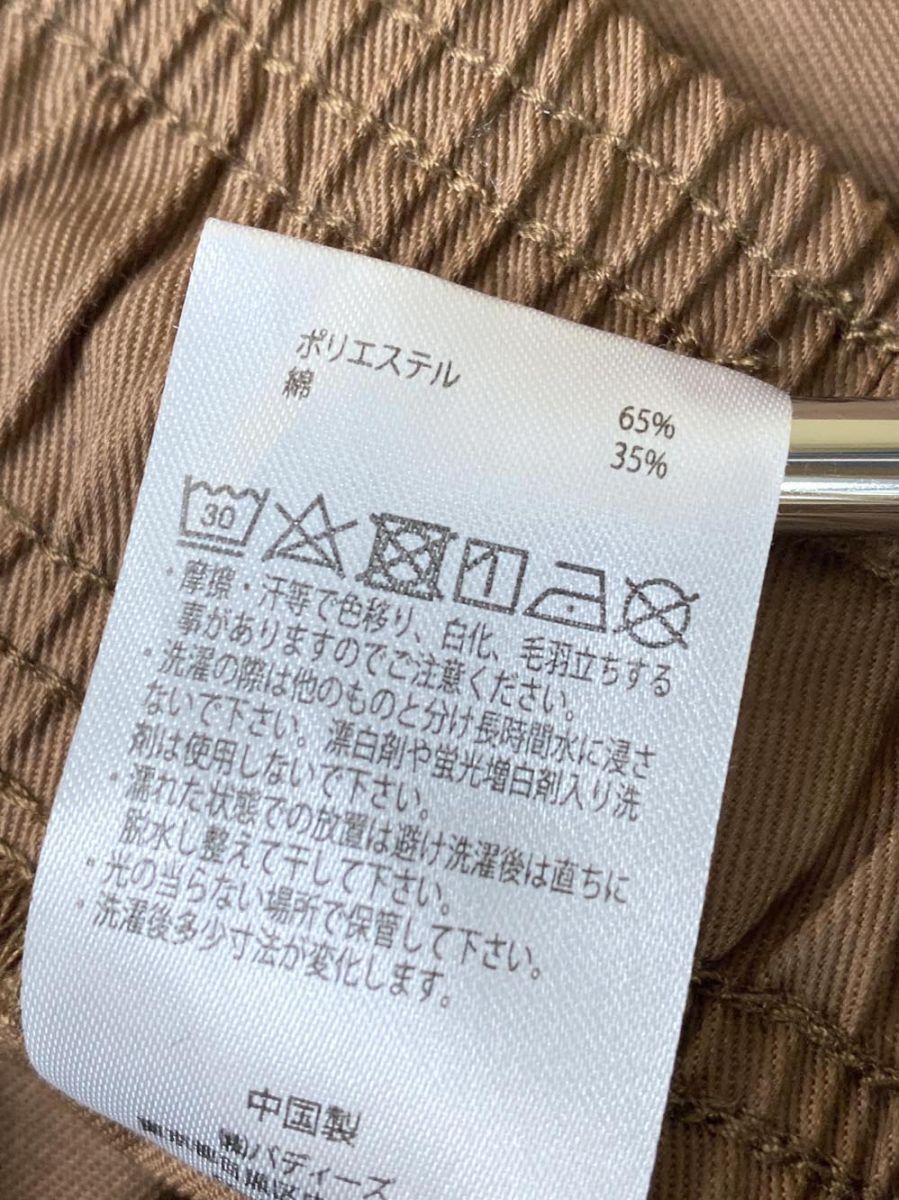 ポリエステル 65%
綿 35%
30
・摩擦・汗等で色移り、白化、毛羽立ちする
事がありますのでご注意ください。
・洗濯の際は他のものと分け長時間水に浸さ
ないで下さい。漂白剤や蛍光増白剤入り洗
剤は使用しないで下さい。
・濡れた状態での放置は避け洗濯後は直ちに
脱水し整えて干して下さい。
・光の当らない場所で保管して下さい。
・洗濯後多少寸法が変化します。
中国製
(株)バディーズ